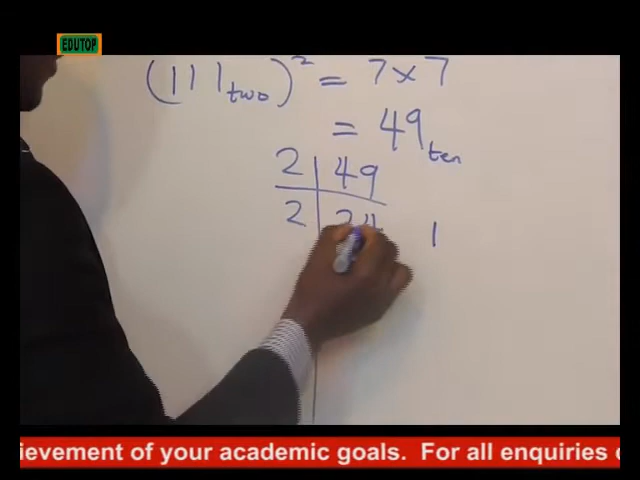 EDUTOP
(111two)² = 7 × 7
= 49ten
2 | 49
2 | 24 1
ievement of your academic goals. For all enquiries